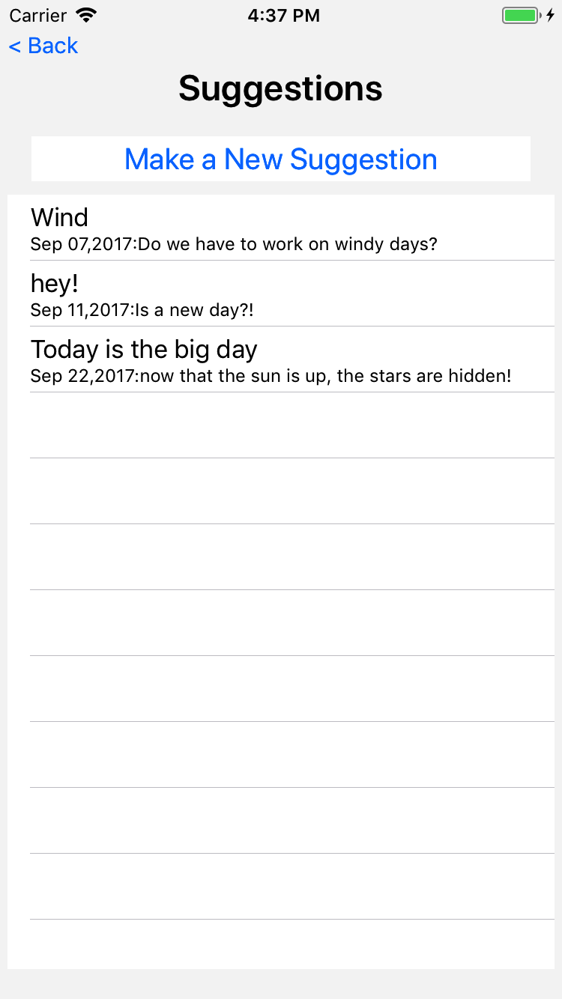 Carrier 4:37 PM
< Back
Suggestions
Make a New Suggestion
Wind
Sep 07,2017:Do we have to work on windy days?
hey!
Sep 11,2017:Is a new day?!
Today is the big day
Sep 22,2017:now that the sun is up, the stars are hidden!